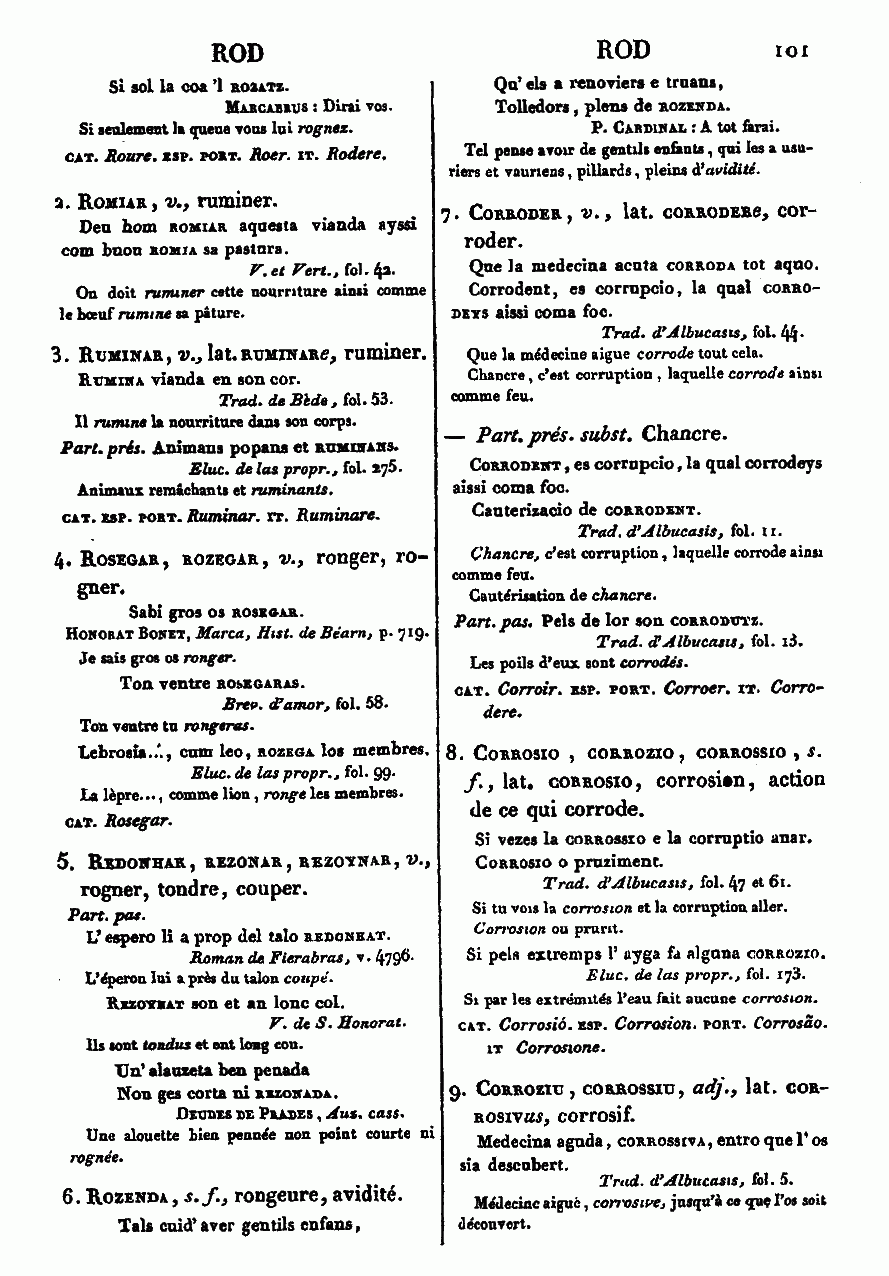 ROD
Si sol la coa 'l ROZATZ.
MARCABRUS : Dirai vos.
Si seulement la queue vous lui rognez.
CAT. Roure. ESP. PORT. Roer. IT. Rodere.
2. ROMIAR, v., ruminer.
Deu hom ROMIAR aquesta vianda ayssi
com buou ROMIA sa pastura.
V. et Vert., fol. 42.
On doit ruminer cette nourriture ainsi comme
le bœuf rumine sa pâture.
3. RUMINAR, v., lat. RUMINARe, ruminer.
RUMINA vianda en son cor.
Trad. de Bède, fol. 53.
Il rumine la nourriture dans son corps.
Part. prés. Animans popans et RUMINANS.
Eluc. de las propr., fol. 275.
Animaux remâchants et ruminants.
CAT. ESP. PORT. Ruminar. IT. Ruminare.
4. ROSEGAR, ROZEGAR, v., ronger, ro-
gner.
Sabi gros os ROSEGAR.
HONORAT BONET, Marca, Hist. de Béarn, p. 719.
Je sais gros os ronger.
Ton ventre ROSEGARAS.
Brev. d'amor, fol. 58.
Ton ventre tu rongeras.
Lebrosia..., cum leo, ROZEGA los membres.
Eluc. de las propr., fol. 99.
La lèpre..., comme lion, ronge les membres.
CAT. Rosegar.
5. REDONHAR, REZONAR, REZOYNAR, v.,
rogner, tondre, couper.
Part. pas.
L' espero li a prop del talo REDONEAT.
Roman de Fierabras, v. 4796.
L'éperon lui a près du talon coupé.
REZOYNAT son et an lonc col.
V. de S. Honorat.
Ils sont tondus et ont long cou.
Un' alauzeta ben penada
Non ges corta ni REZONADA.
DEUDES DE PRADES, Aus. cass.
Une alouette bien pennée non point courte ni
rognée.
6. ROZENDA, s. f., rongeure, avidité.
Tals cuid' aver gentils enfans,
ROD 101
Qu' els a renoviers e truans,
Tolledors, plens de ROZENDA.
P. CARDINAL : A tot farai.
Tel pense avoir de gentils enfants, qui les a usu-
riers et vauriens, pillards, pleins d'avidité.
7. CORRODER, v., lat. CORRODERe, cor-
roder.
Que la medecina acuta CORRODA tot aquo.
Corrodent, es corrupcio, la qual CORRO-
DEYS aissi coma foc.
Trad. d'Albucasis, fol. 44.
Que la médecine aigue corrode tout cela.
Chancre, c'est corruption, laquelle corrode ainsi
comme feu.
— Part. prés. subst. Chancre.
CORRODENT, es corrupcio, la qual corrodeys
aissi coma foc.
Cauterizacio de CORRODENT.
Trad. d'Albucasis, fol. 11.
Chancre, c'est corruption, laquelle corrode ainsi
comme feu.
Cautérisation de chancre.
Part. pas. Pels de lor son CORRODUTZ.
Trad. d'Albucasis, fol. 13.
Les poils d'eux sont corrodés.
CAT. Corroir. ESP. PORT. Corroer. IT. Corro-
dere.
8. CORROSIO, CORROZIO, CORROSSIO, s.
f., lat. CORROSIO, corrosion, action
de ce qui corrode.
Si vezes la CORROSSIO e la corruptio anar.
CORROSIO o pruziment.
Trad. d'Albucasis, fol. 47 et 61.
Si tu vois la corrosion et la corruption aller.
Corrosion ou prurit.
Si pels extremps l' ayga fa alguna CORROZIO.
Eluc. de las propr., fol. 173.
Si par les extrémités l'eau fait aucune corrosion.
CAT. Corrosió. ESP. Corrosion. PORT. Corrosão.
IT Corrosione.
9. CORROZIU, CORROSSIU, adj., lat. COR-
ROSIVus, corrosif.
Medecina aguda, CORROSSIVA, entro que l' os
sia descubert.
Trad. d'Albucasis, fol. 5.
Médecine aiguë, corrosive, jusqu'à ce que l'os soit
découvert.